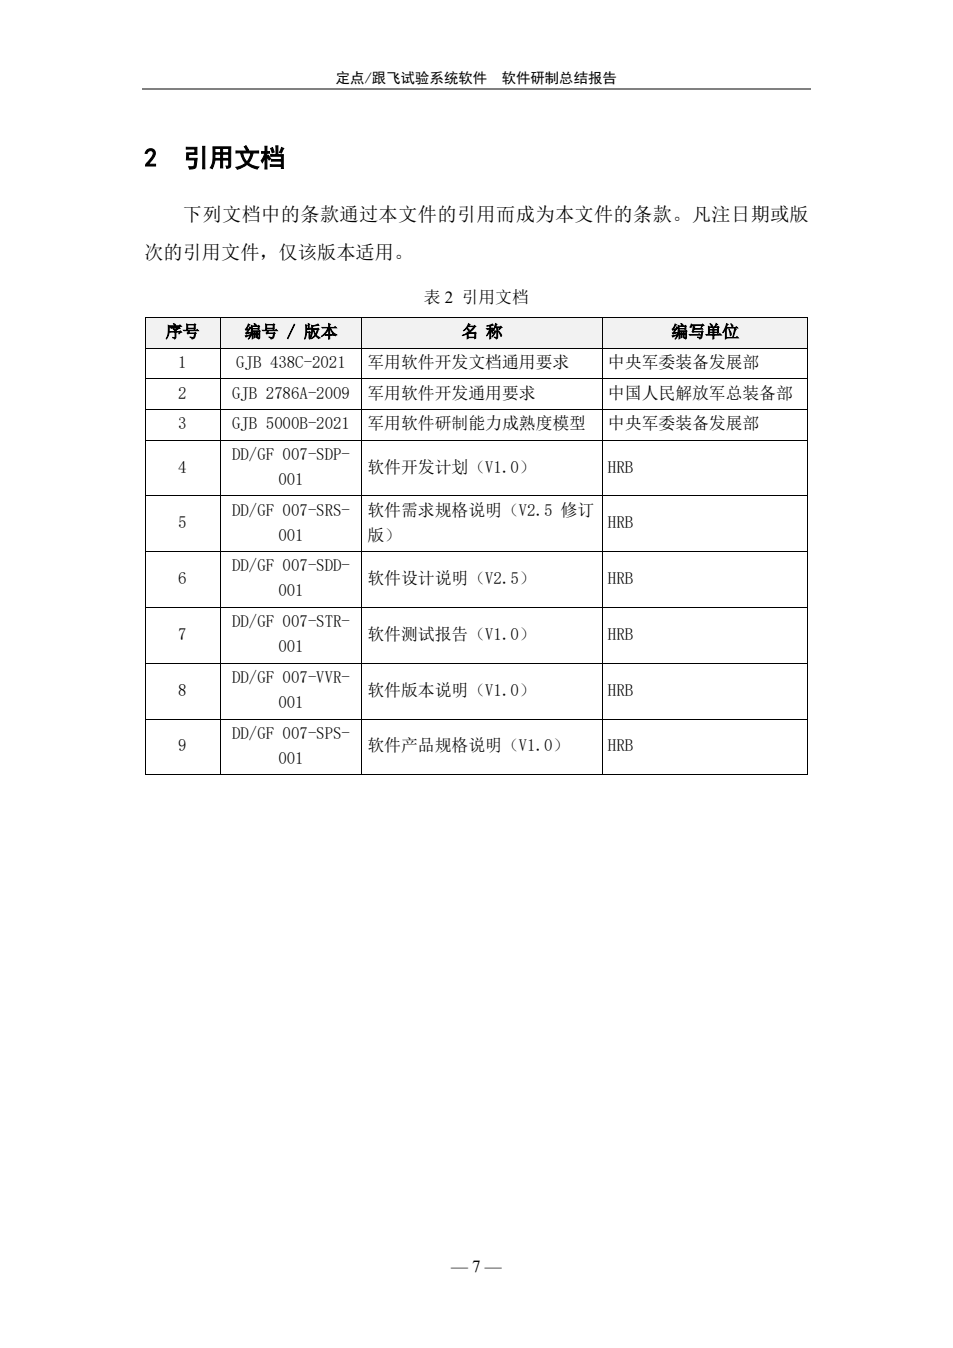 定点/跟飞试验系统软件 软件研制总结报告
2 引用文档
下列文档中的条款通过本文件的引用而成为本文件的条款。凡注日期或版
次的引用文件，仅该版本适用。
表 2 引用文档
序号 编号 / 版本 名 称 编写单位
1 GJB 438C-2021 军用软件开发文档通用要求 中央军委装备发展部
2 GJB 2786A-2009 军用软件开发通用要求 中国人民解放军总装备部
3 GJB 5000B-2021 军用软件研制能力成熟度模型 中央军委装备发展部
4 DD/GF 007-SDP-
001 软件开发计划（V1.0） HRB
5 DD/GF 007-SRS-
001 软件需求规格说明（V2.5 修订
版） HRB
6 DD/GF 007-SDD-
001 软件设计说明（V2.5） HRB
7 DD/GF 007-STR-
001 软件测试报告（V1.0） HRB
8 DD/GF 007-VVR-
001 软件版本说明（V1.0） HRB
9 DD/GF 007-SPS-
001 软件产品规格说明（V1.0） HRB
— 7 —